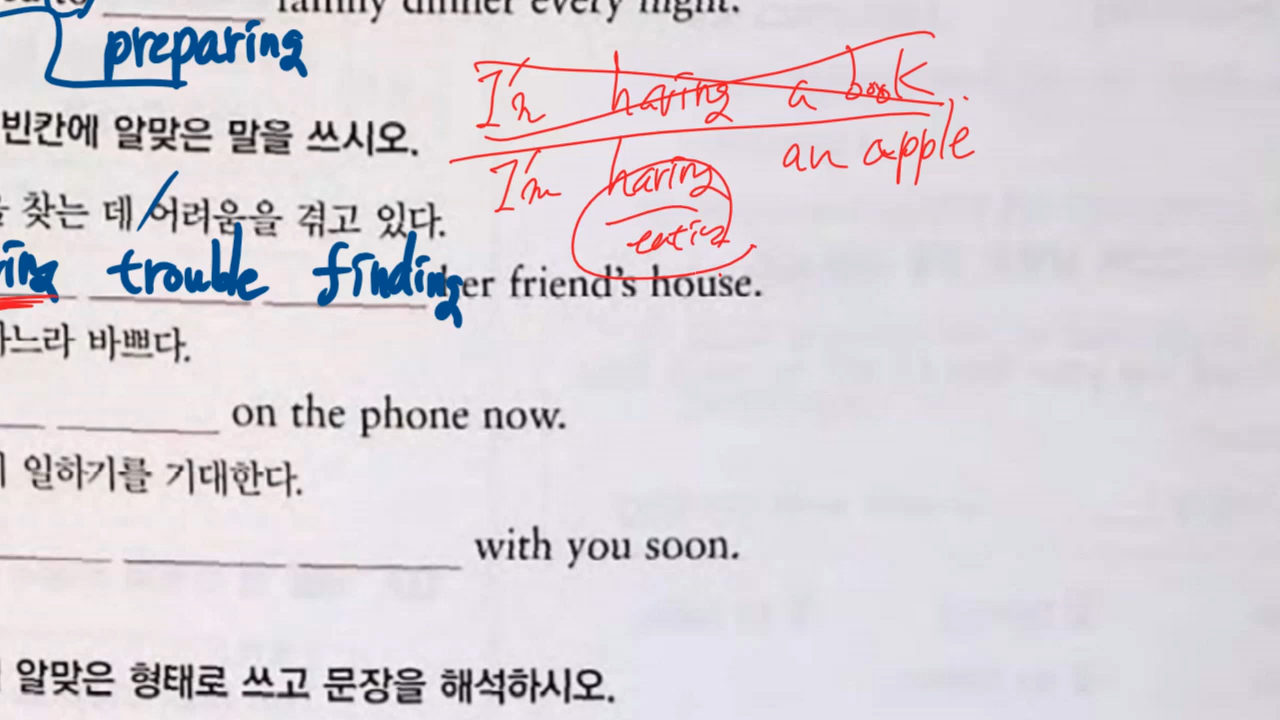 family dinner every night.
preparing
I'm having a book
빈칸에 알맞은 말을 쓰시오.
I'm having an apple.
eating
찾는 데 어려움을 겪고 있다.
trouble finding her friend's house.
하느라 바쁘다.
on the phone now.
일하기를 기대한다.
with you soon.
알맞은 형태로 쓰고 문장을 해석하시오.